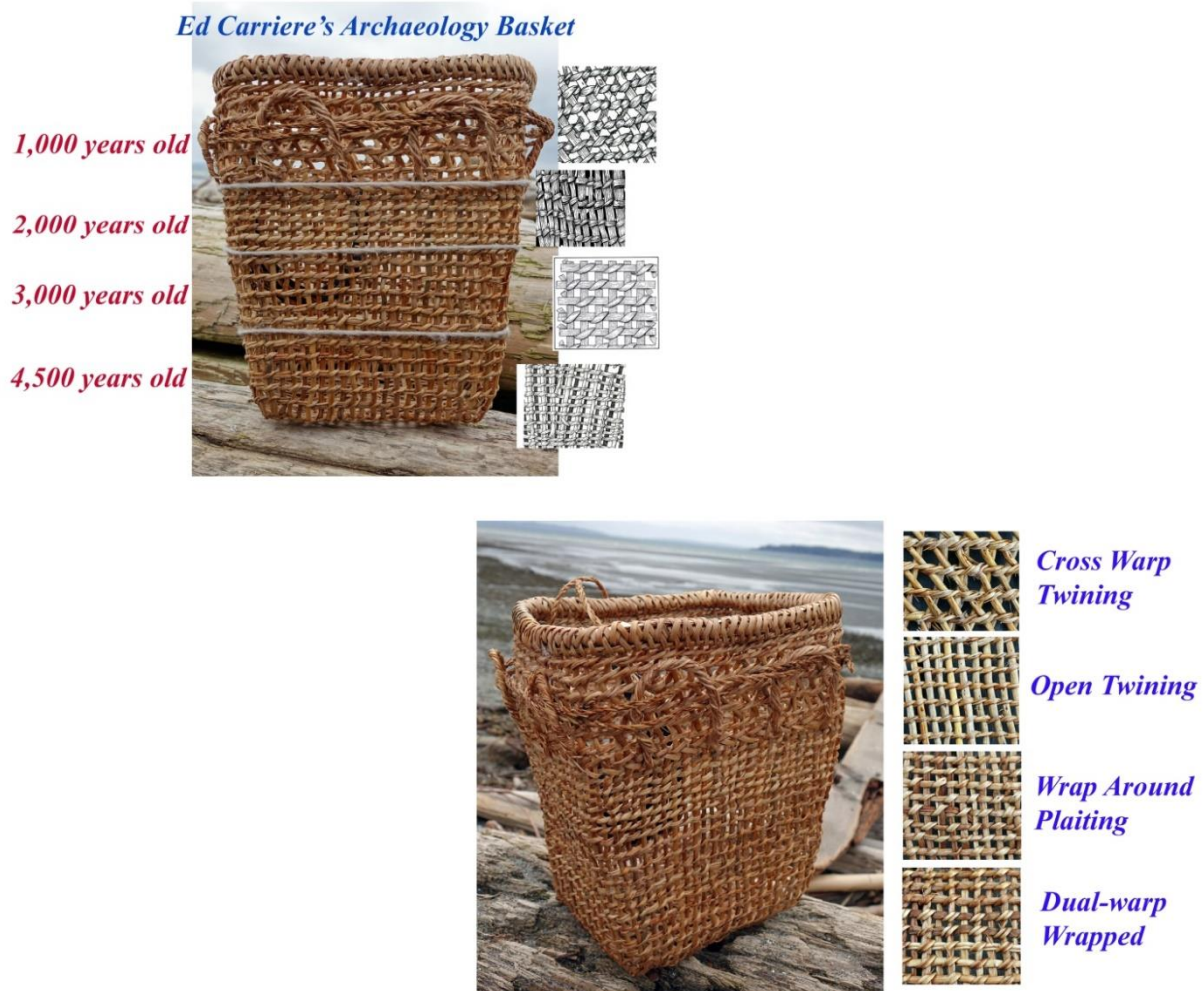 Ed Carriere’s Archaeology Basket
1,000 years old
2,000 years old
3,000 years old
4,500 years old
Cross Warp
Twining
Open Twining
Wrap Around
Plaiting
Dual-warp
Wrapped